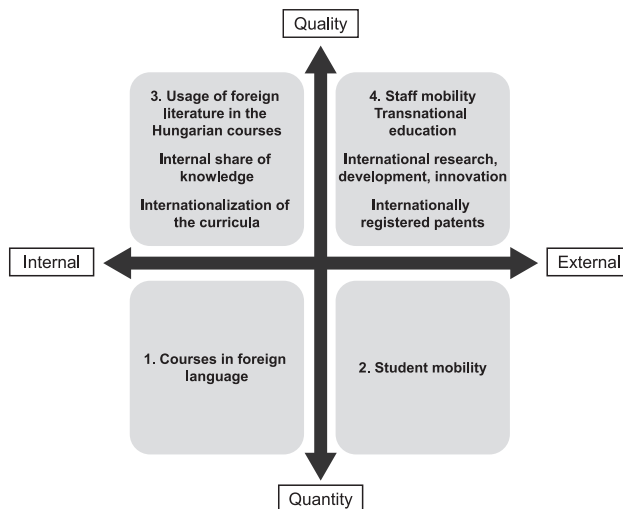 Quality
3. Usage of foreign
literature in the
Hungarian courses
Internal share of
knowledge
Internationalization of
the curricula
4. Staff mobility
Transnational
education
International research,
development, innovation
Internationally
registered patents
Internal
External
1. Courses in foreign
language
2. Student mobility
Quantity